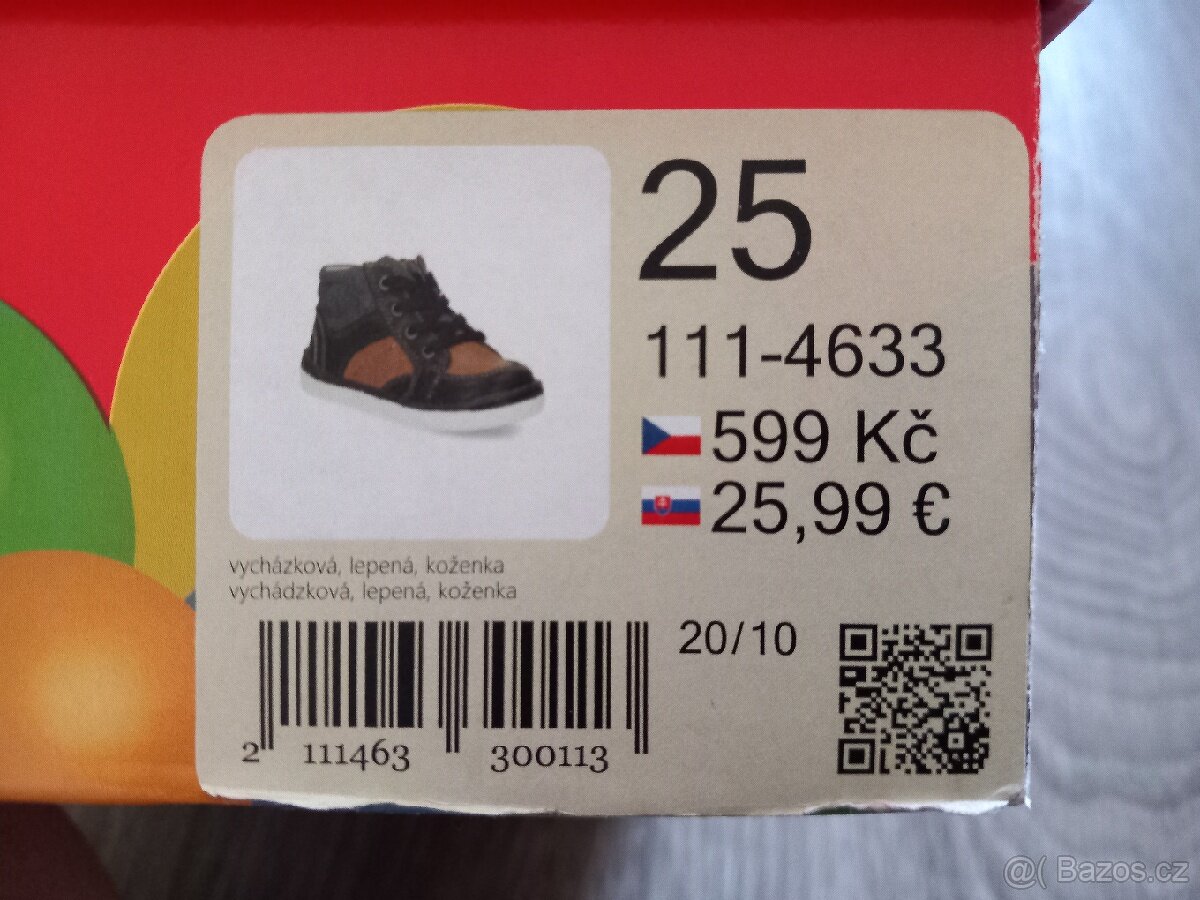 25
111-4633
599 Kč
25,99 €
vycházková, lepená, koženka
vychádzková, lepená, koženka
20/10
2 111463 300113
@( Bazos.cz